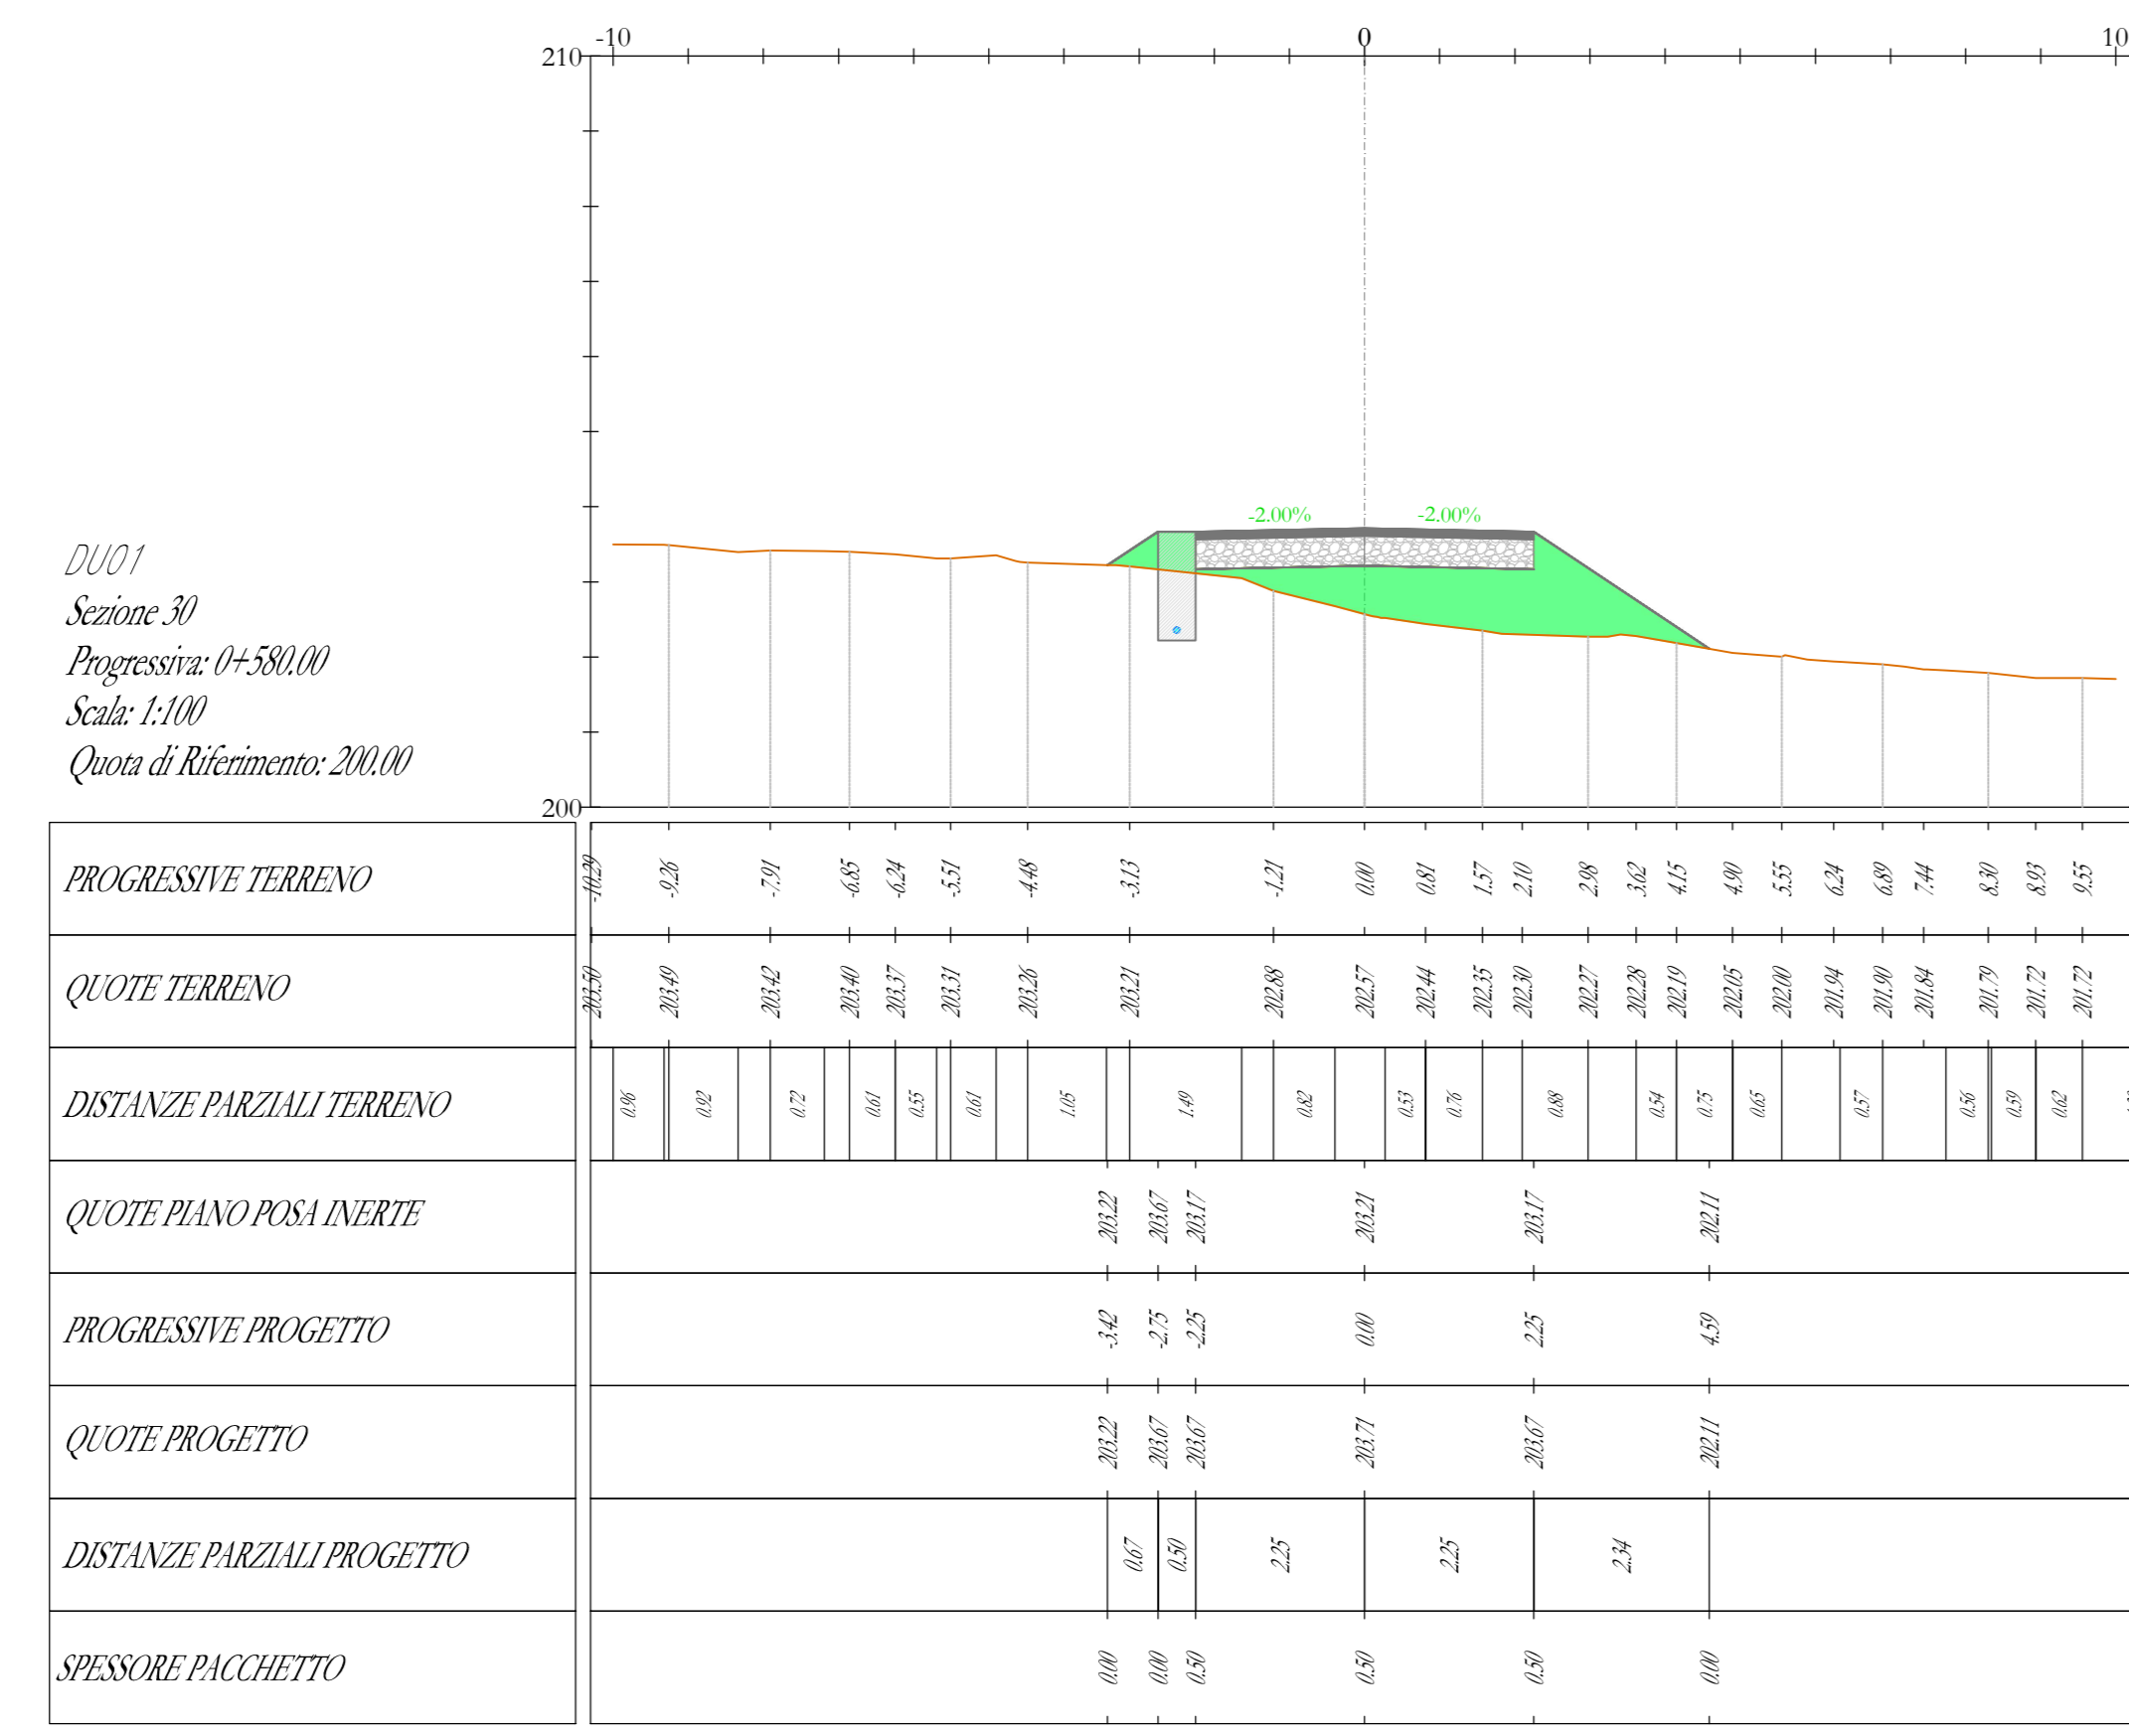 -10 0 10
210
-2.00% -2.00%
DU01
Sezione 30
Progressiva: 0+580.00
Scala: 1:100
Quota di Riferimento: 200.00
200
PROGRESSIVE TERRENO -10.29 -9.26 -7.91 -6.85 -6.24 -5.51 -4.48 -3.13 -1.21 0.00 0.81 1.57 2.10 2.98 3.62 4.15 4.90 5.55 6.24 6.89 7.44 8.30 8.93 9.55
QUOTE TERRENO 203.50 203.49 203.42 203.40 203.37 203.31 203.26 203.21 202.88 202.57 202.44 202.35 202.30 202.27 202.28 202.19 202.05 202.00 201.94 201.90 201.84 201.79 201.72 201.72
DISTANZE PARZIALI TERRENO 0.96 0.92 0.72 0.61 0.55 0.61 1.05 1.49 0.82 0.53 0.76 0.88 0.54 0.75 0.65 0.57 0.56 0.59 0.62
QUOTE PIANO POSA INERTE 203.22 203.67 203.17 203.21 203.17 202.11
PROGRESSIVE PROGETTO -3.42 -2.75 -2.25 0.00 2.25 4.59
QUOTE PROGETTO 203.22 203.67 203.67 203.71 203.67 202.11
DISTANZE PARZIALI PROGETTO 0.67 0.50 2.25 2.25 2.34
SPESSORE PACCHETTO 0.00 0.00 0.50 0.50 0.50 0.00